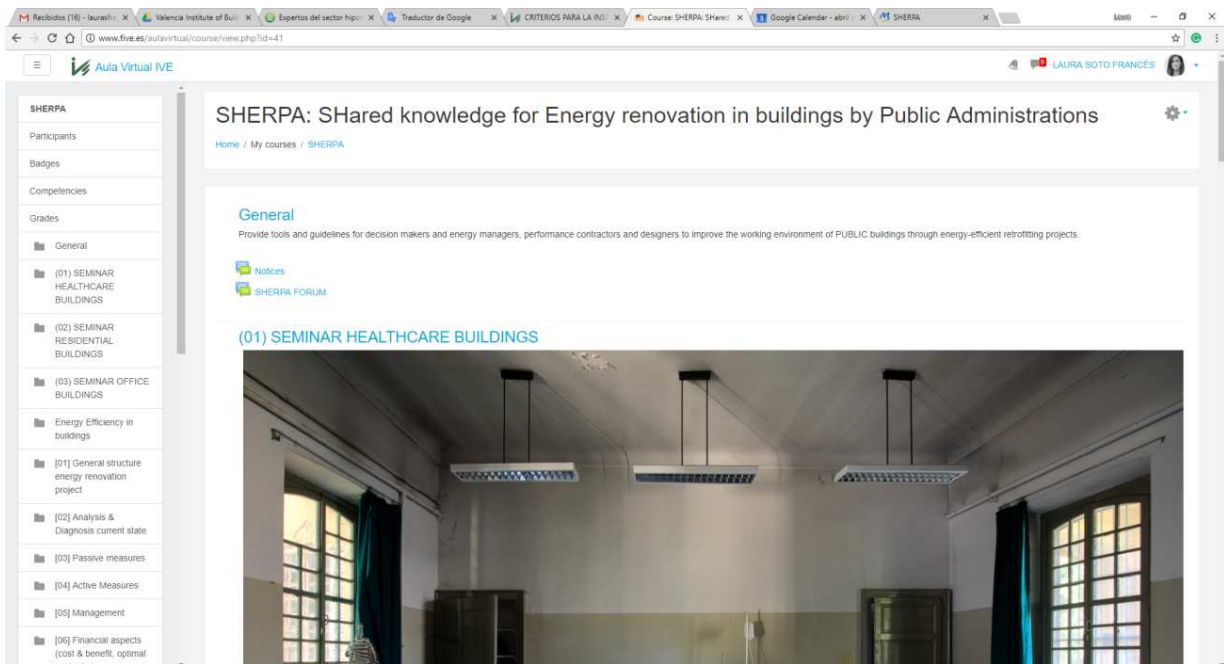 Recibidos (16) - laurasfr
Valencia Institute of Buil
Expertos del sector hipot
Traductor de Google
CRITERIOS PARA LA INS
Course: SHERPA: SHared
Google Calendar - abril
SHERPA
www.five.es/aulavirtual/course/view.php?id=41
Aula Virtual IVE
LAURA SOTO FRANCÉS
SHERPA
Participants
Badges
Competencies
Grades
General
(01) SEMINAR
HEALTHCARE
BUILDINGS
(02) SEMINAR
RESIDENTIAL
BUILDINGS
(03) SEMINAR OFFICE
BUILDINGS
Energy Efficiency in
buildings
[01] General structure
energy renovation
project
[02] Analysis &
Diagnosis current state
[03] Passive measures
[04] Active Measures
[05] Management
[06] Financial aspects
(cost & benefit, optimal
SHERPA: SHared knowledge for Energy renovation in buildings by Public Administrations
Home / My courses / SHERPA
General
Provide tools and guidelines for decision makers and energy managers, performance contractors and designers to improve the working environment of PUBLIC buildings through energy-efficient retrofitting projects.
Notices
SHERPA FORUM
(01) SEMINAR HEALTHCARE BUILDINGS